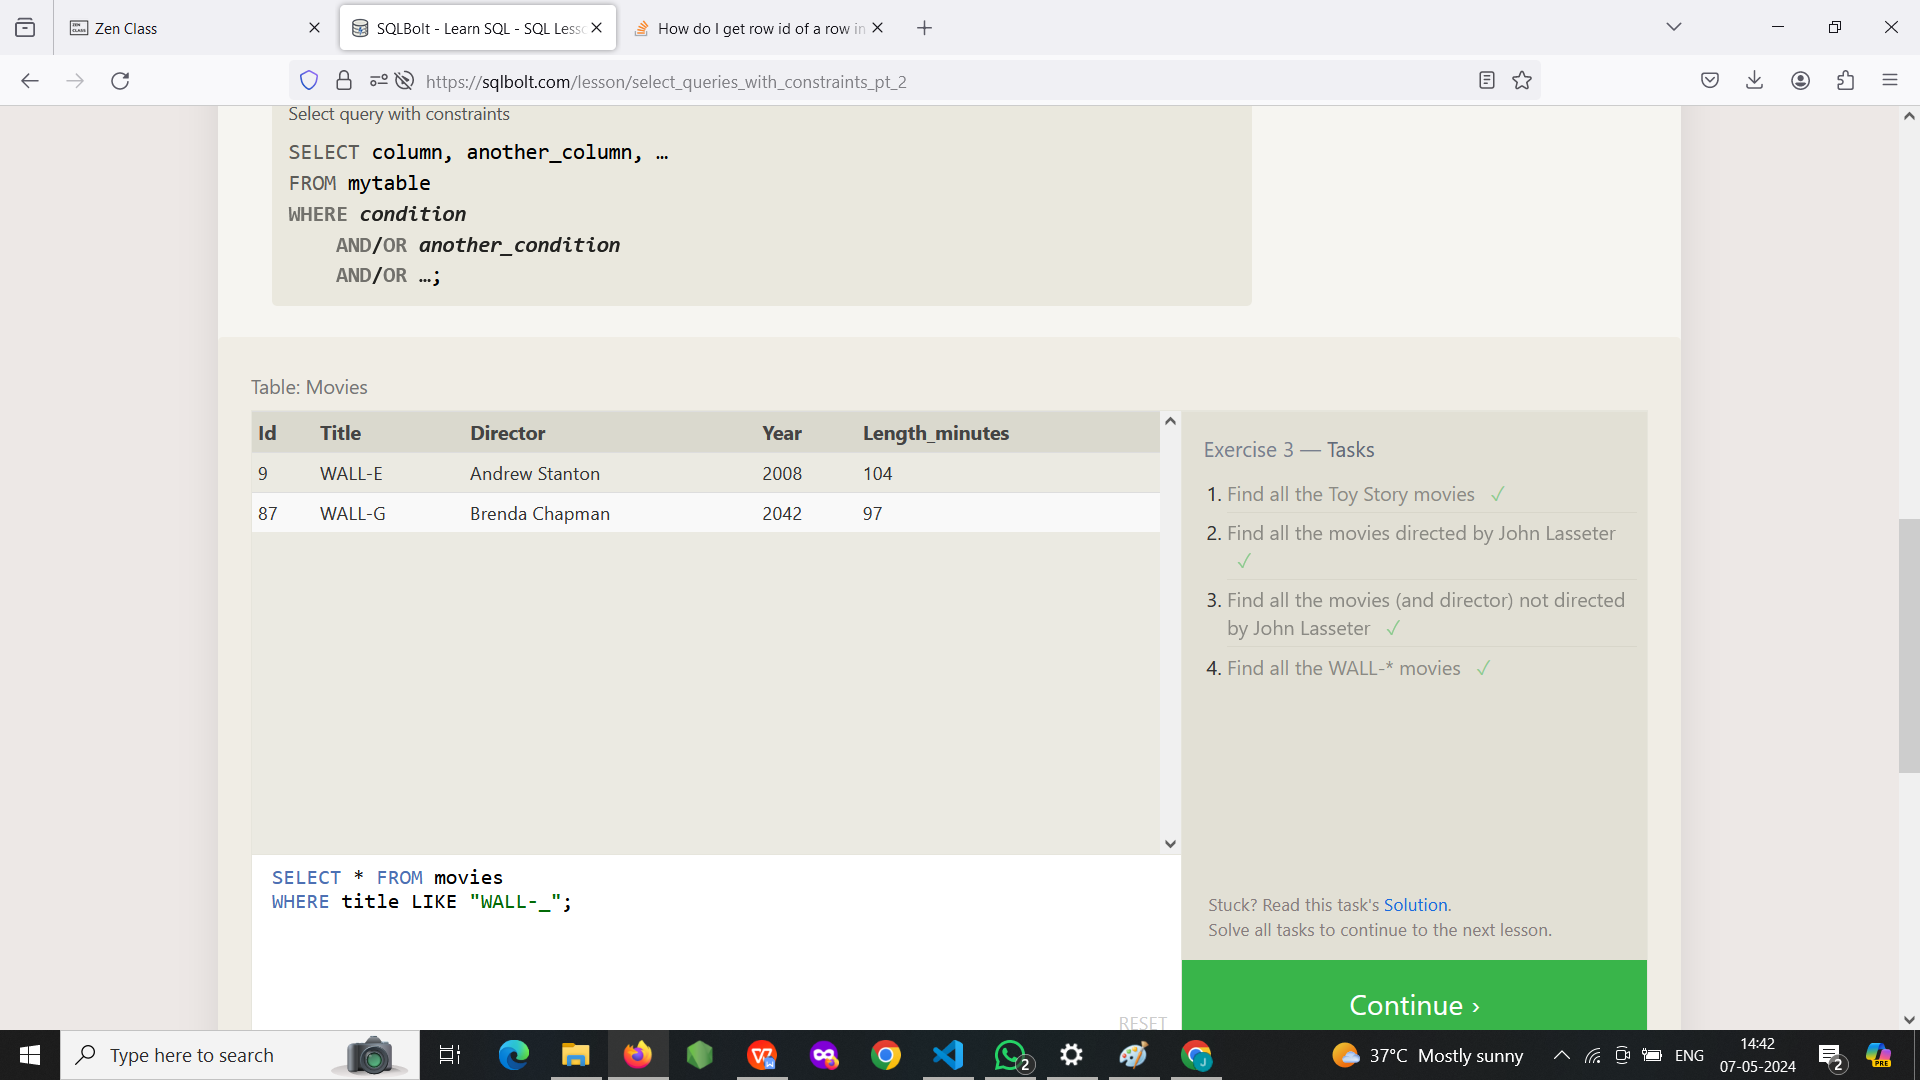 Zen Class
SQLBolt - Learn SQL - SQL Less
How do I get row id of a row in
https://sqlbolt.com/lesson/select_queries_with_constraints_pt_2
Select query with constraints
SELECT column, another_column, …
FROM mytable
WHERE condition
AND/OR another_condition
AND/OR …;
Table: Movies
Id Title Director Year Length_minutes
9 WALL-E Andrew Stanton 2008 104
87 WALL-G Brenda Chapman 2042 97
Exercise 3 — Tasks
1. Find all the Toy Story movies ✓
2. Find all the movies directed by John Lasseter
✓
3. Find all the movies (and director) not directed
by John Lasseter ✓
4. Find all the WALL-* movies ✓
Stuck? Read this task's Solution.
Solve all tasks to continue to the next lesson.
Continue ›
SELECT * FROM movies
WHERE title LIKE "WALL-_";
RESET
Type here to search
2
37°C Mostly sunny
ENG
14:42
07-05-2024
2
PRE